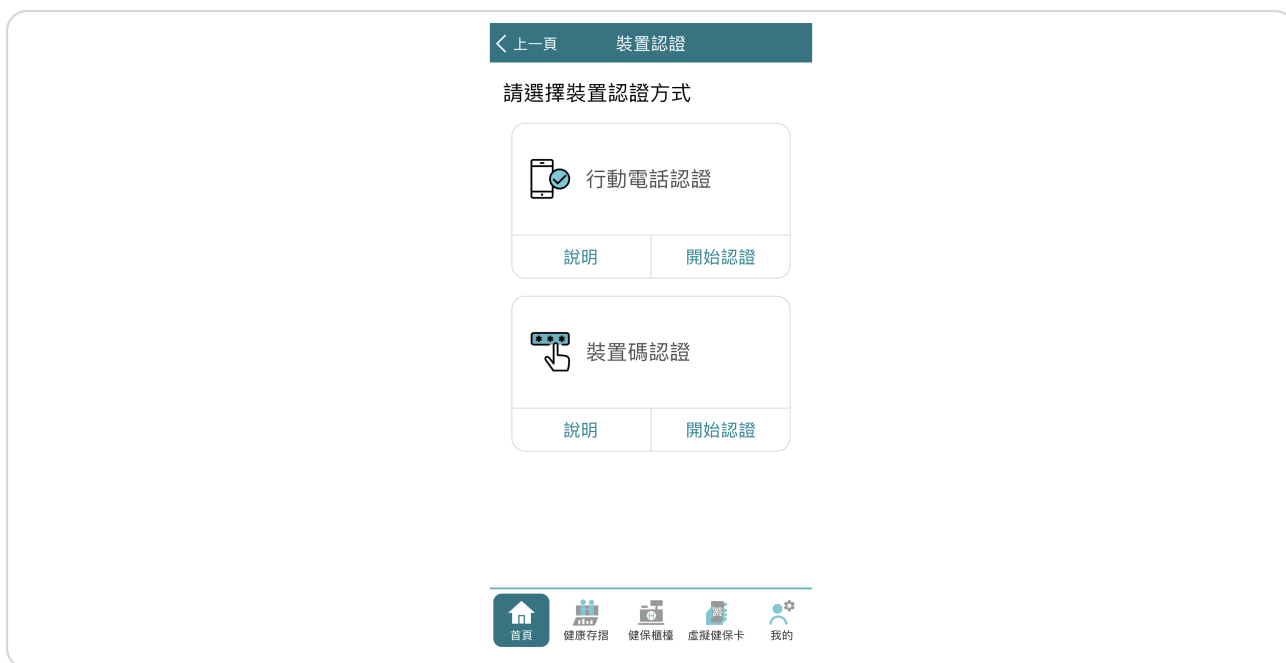 上一頁 裝置認證
請選擇裝置認證方式
行動電話認證
說明 開始認證
***
裝置碼認證
說明 開始認證
首頁 健康存摺 健保櫃檯 虛擬健保卡 我的